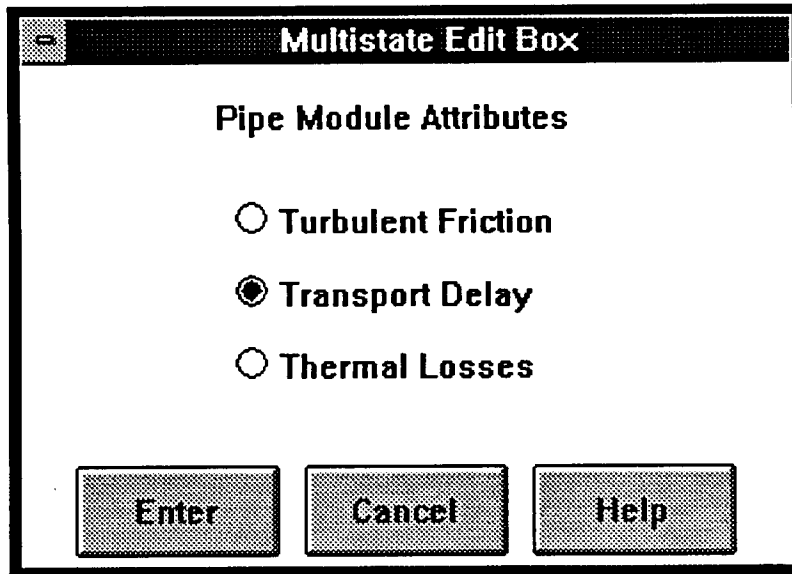 Multistate Edit Box
Pipe Module Attributes
Turbulent Friction
Transport Delay
Thermal Losses
Enter Cancel Help